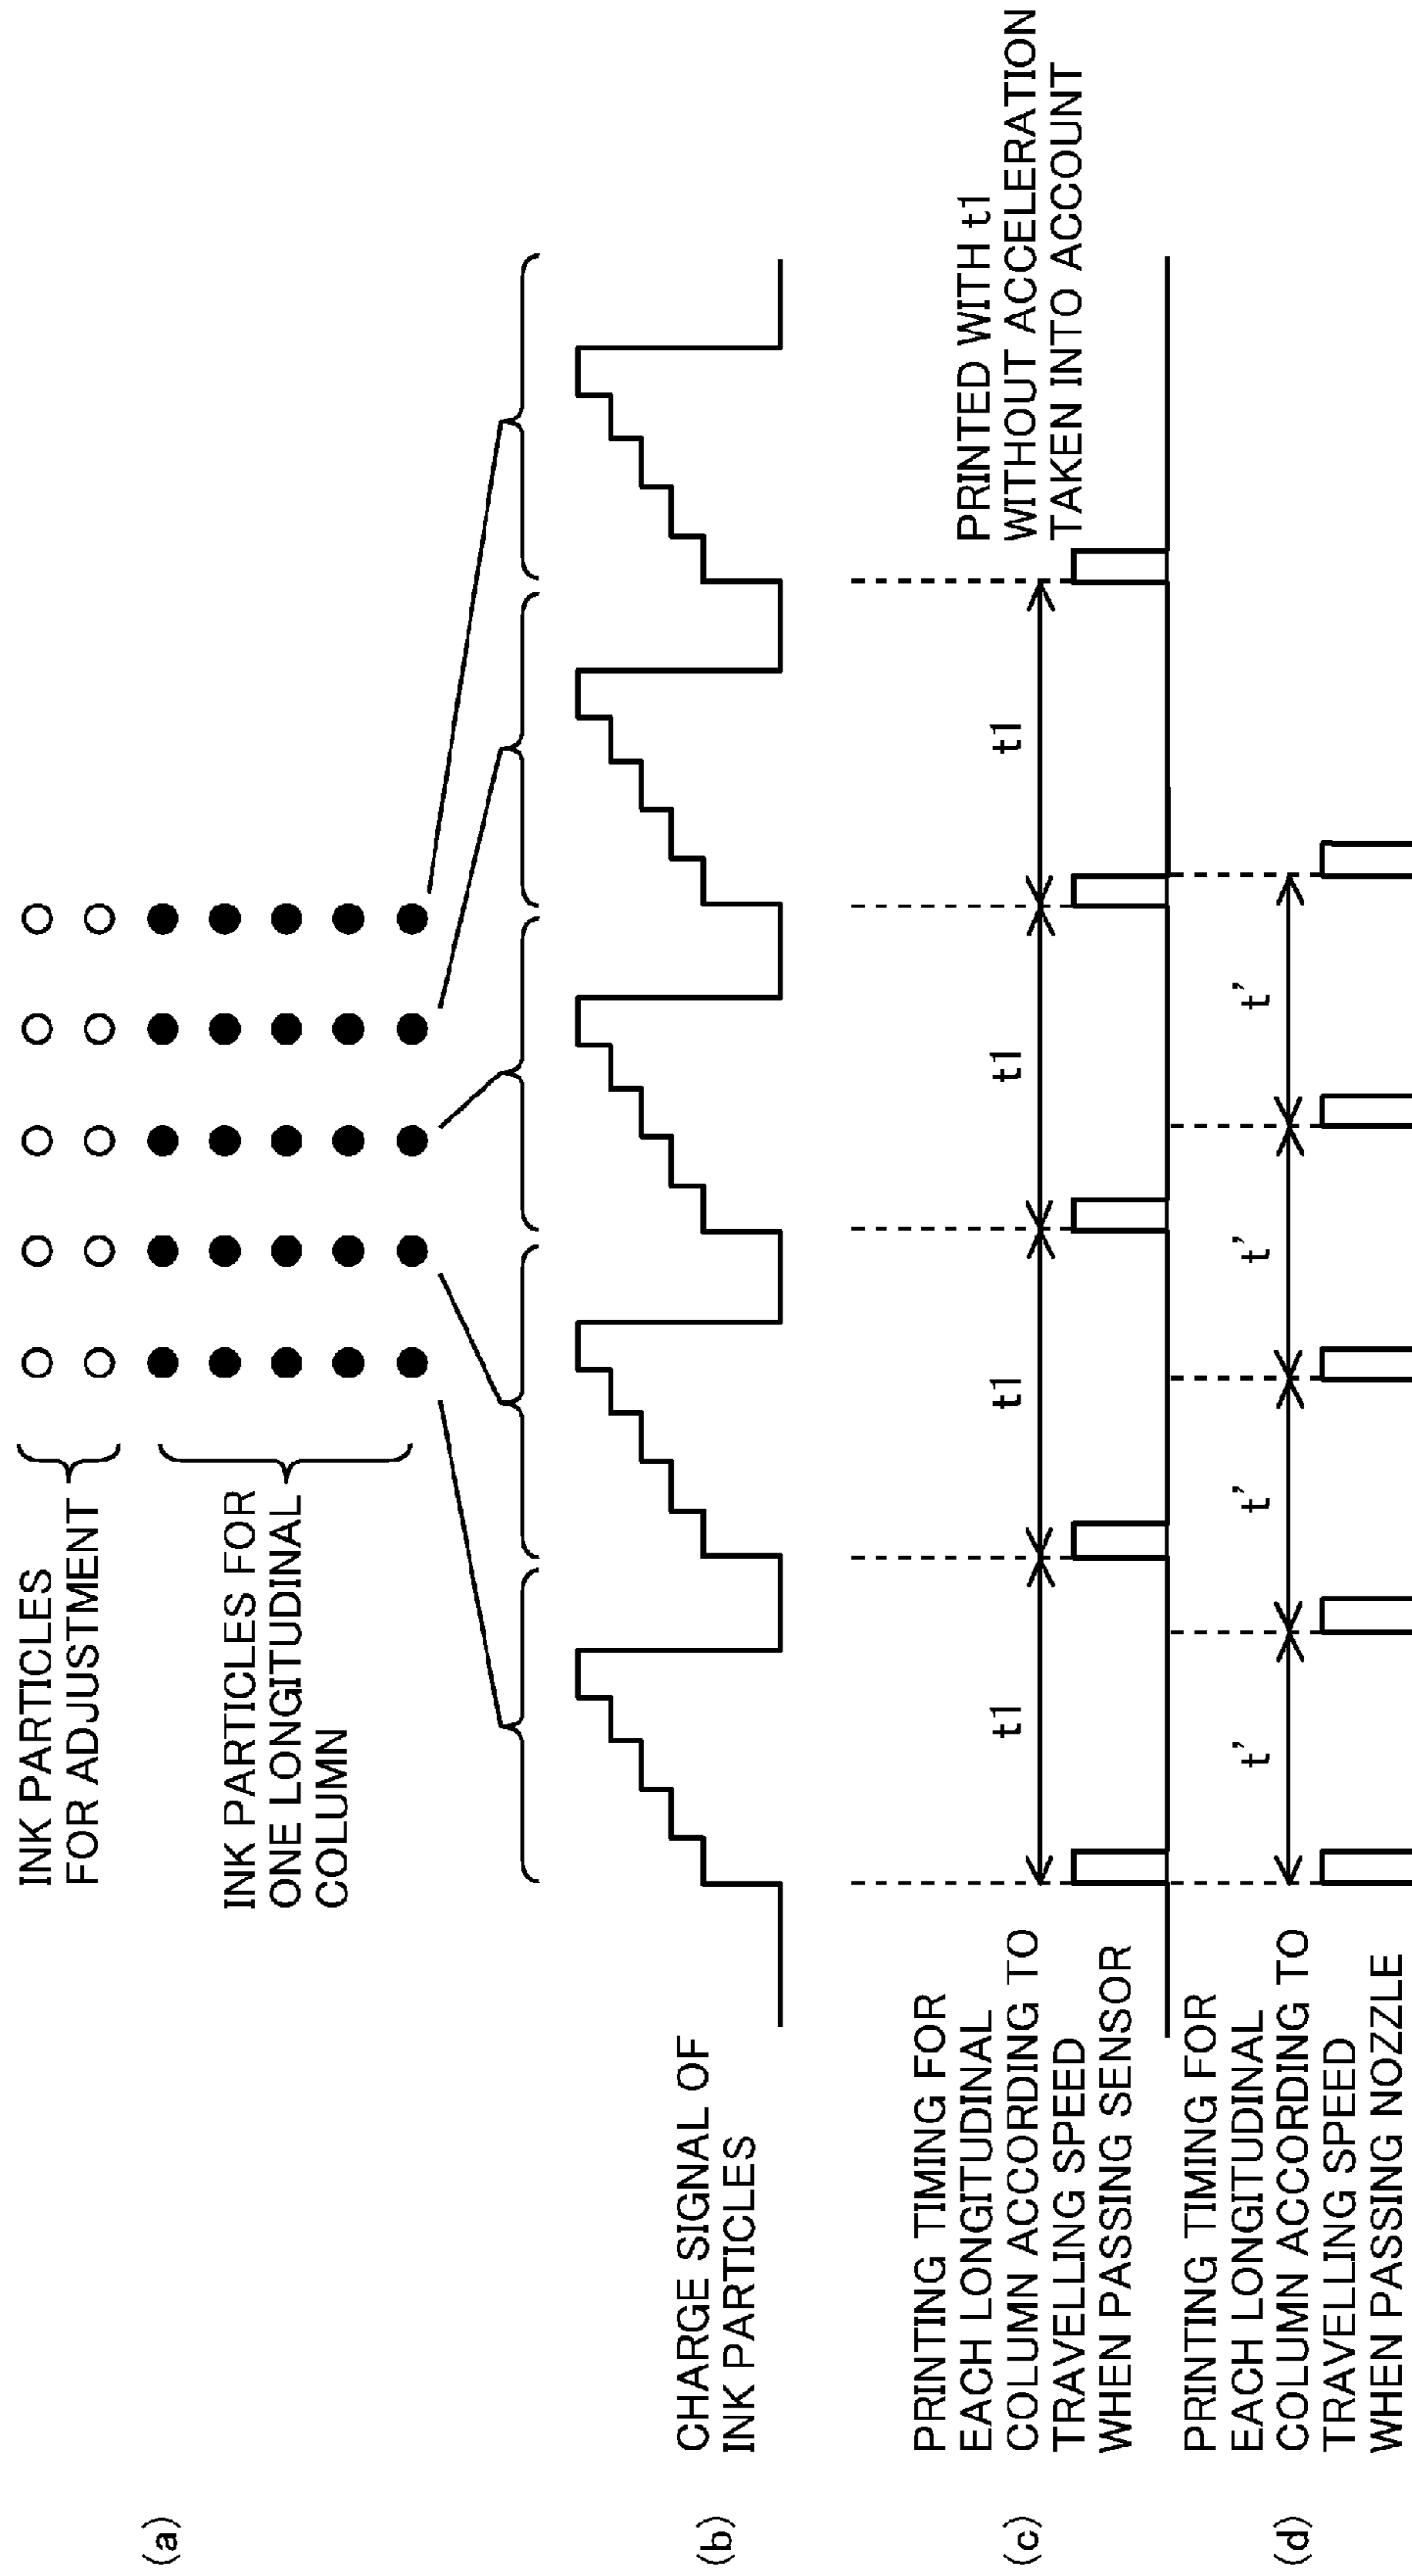 (a)
INK PARTICLES
FOR ADJUSTMENT
INK PARTICLES FOR
ONE LONGITUDINAL
COLUMN
(b)
CHARGE SIGNAL OF
INK PARTICLES
(c)
PRINTING TIMING FOR
EACH LONGITUDINAL
COLUMN ACCORDING TO
TRAVELLING SPEED
WHEN PASSING SENSOR
t1
t1
t1
t1
PRINTED WITH t1
WITHOUT ACCELERATION
TAKEN INTO ACCOUNT
(d)
PRINTING TIMING FOR
EACH LONGITUDINAL
COLUMN ACCORDING TO
TRAVELLING SPEED
WHEN PASSING NOZZLE
t'
t'
t'
t'